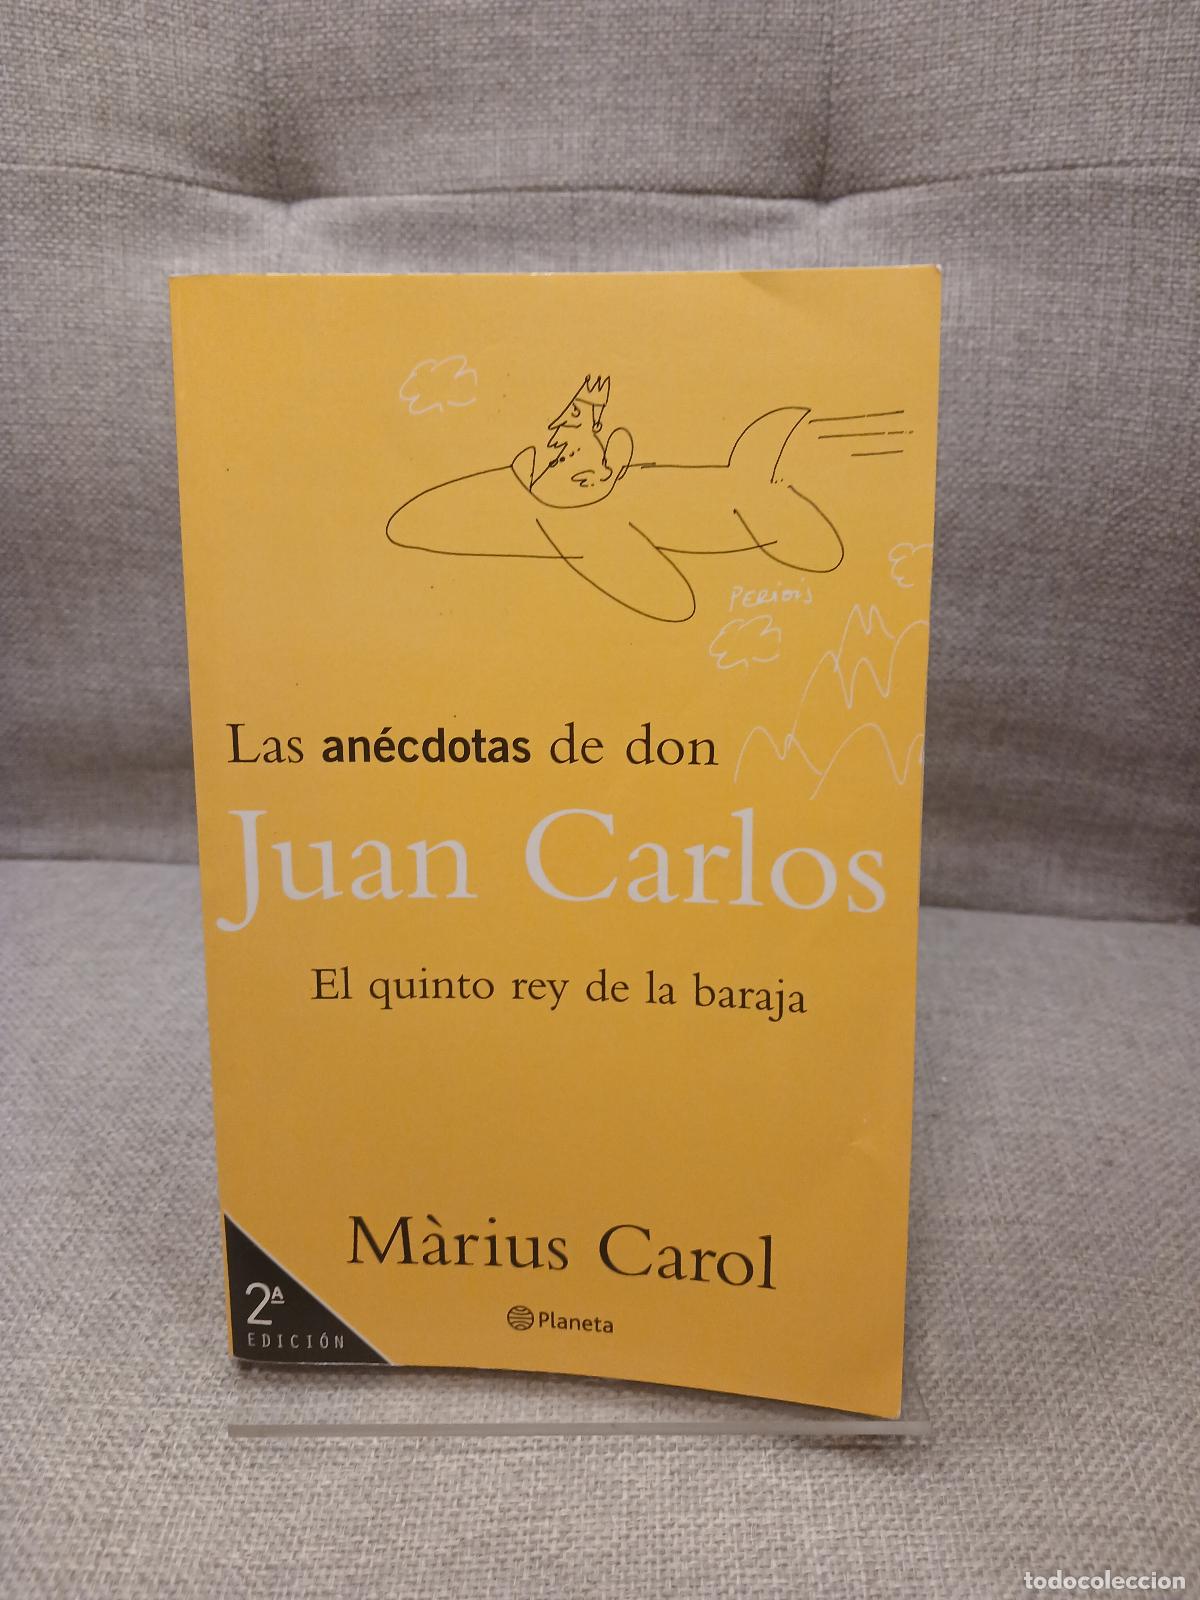 PERIDIS
Las anécdotas de don
Juan Carlos
El quinto rey de la baraja
Màrius Carol
Planeta
2ª
EDICIÓN
todocoleccion